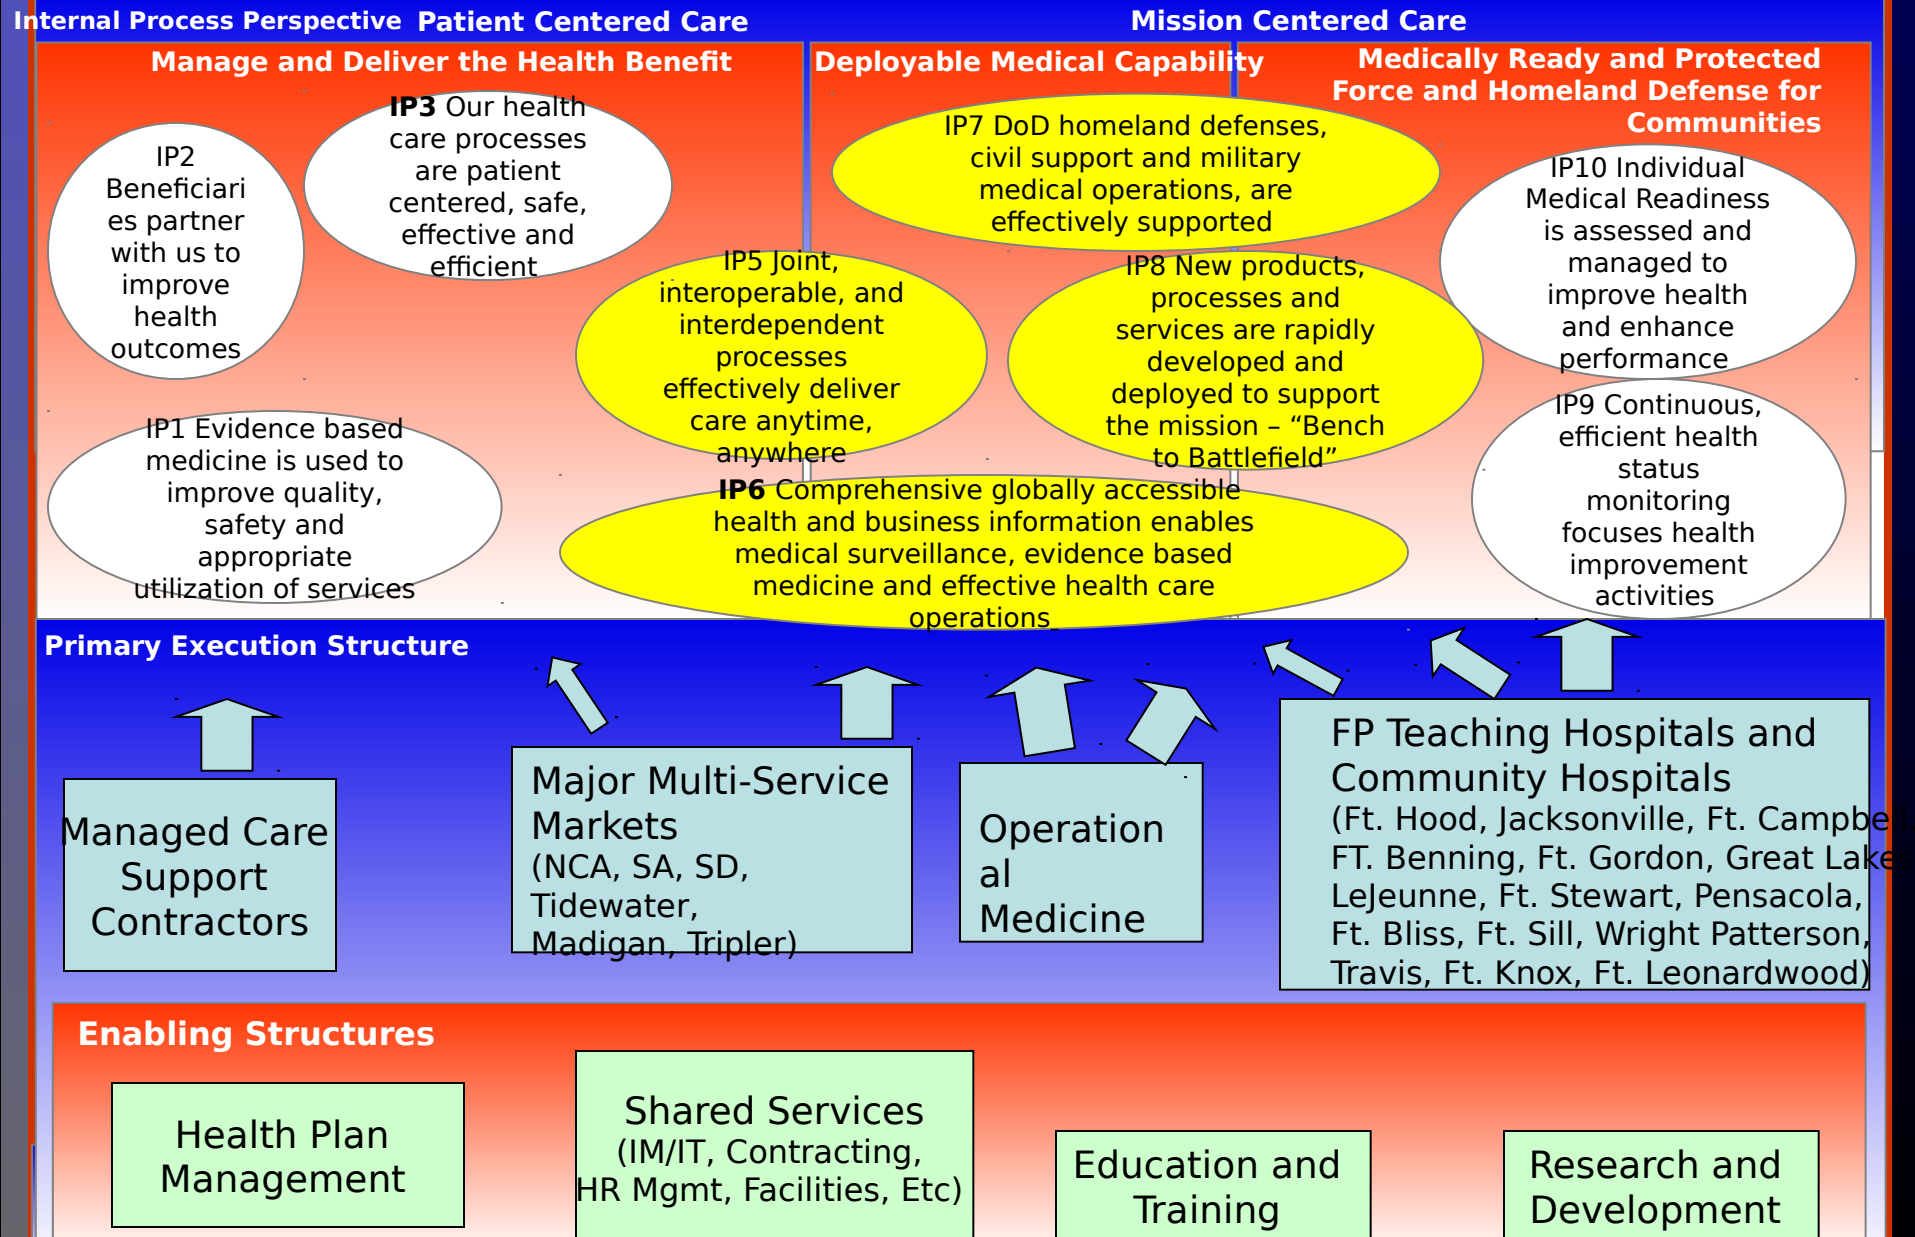 Internal Process Perspective
Patient Centered Care
Mission Centered Care
Manage and Deliver the Health Benefit
Deployable Medical Capability
Medically Ready and Protected
Force and Homeland Defense for
Communities
IP2
Beneficiari
es partner
with us to
improve
health
outcomes
IP3 Our health
care processes
are patient
centered, safe,
effective and
efficient
IP1 Evidence based
medicine is used to
improve quality,
safety and
appropriate
utilization of services
IP5 Joint,
interoperable, and
interdependent
processes
effectively deliver
care anytime,
anywhere
IP7 DoD homeland defenses,
civil support and military
medical operations, are
effectively supported
IP8 New products,
processes and
services are rapidly
developed and
deployed to support
the mission – “Bench
to Battlefield”
IP6 Comprehensive globally accessible
health and business information enables
medical surveillance, evidence based
medicine and effective health care
operations
IP10 Individual
Medical Readiness
is assessed and
managed to
improve health
and enhance
performance
IP9 Continuous,
efficient health
status
monitoring
focuses health
improvement
activities
Primary Execution Structure
Managed Care
Support
Contractors
Major Multi-Service
Markets
(NCA, SA, SD,
Tidewater,
Madigan, Tripler)
Operation
al
Medicine
FP Teaching Hospitals and
Community Hospitals
(Ft. Hood, Jacksonville, Ft.
FT. Benning, Ft. Gordon, Great
LeJeunne, Ft. Stewart, Pensacola,
Ft. Bliss, Ft. Sill, Wright Patterson,
Travis, Ft. Knox, Ft. Leonardwood)
Enabling Structures
Health Plan
Management
Shared Services
(IM/IT, Contracting,
HR Mgmt, Facilities, Etc)
Education and
Training
Research and
Development